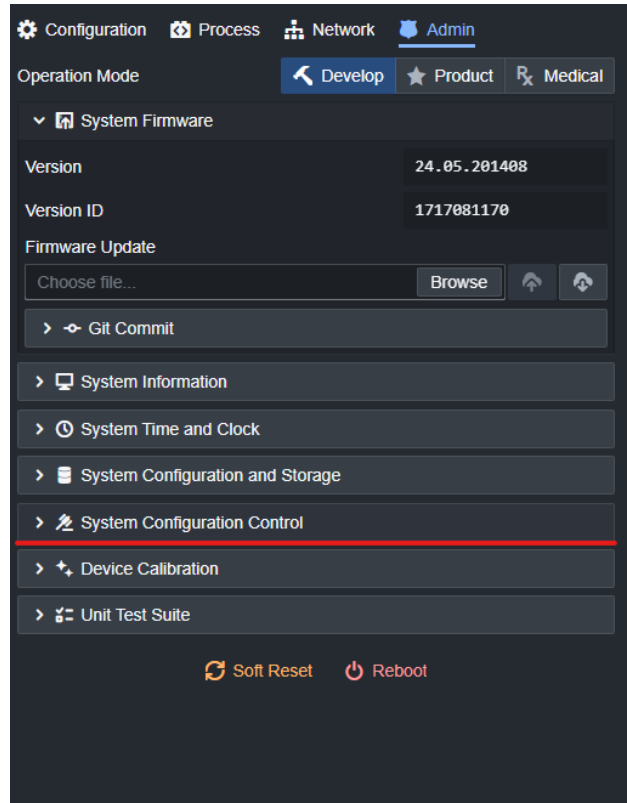 Configuration Process Network Admin
Operation Mode Develop Product Rx Medical
System Firmware
Version 24.05.201408
Version ID 1717081170
Firmware Update
Choose file... Browse
Git Commit
System Information
System Time and Clock
System Configuration and Storage
System Configuration Control
Device Calibration
Unit Test Suite
Soft Reset Reboot